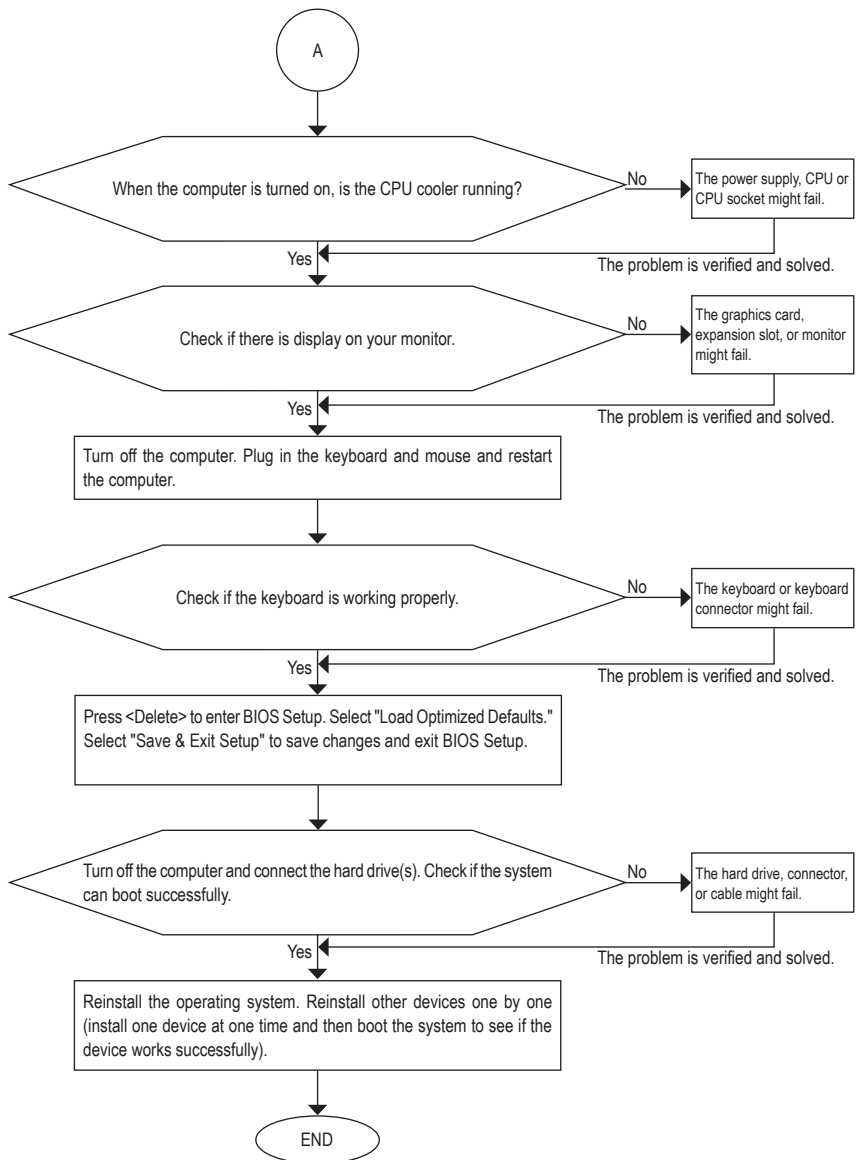 A
When the computer is turned on, is the CPU cooler running?
No
The power supply, CPU or
CPU socket might fail.
Yes
The problem is verified and solved.
Check if there is display on your monitor.
No
The graphics card,
expansion slot, or monitor
might fail.
Yes
The problem is verified and solved.
Turn off the computer. Plug in the keyboard and mouse and restart
the computer.
Check if the keyboard is working properly.
No
The keyboard or keyboard
connector might fail.
Yes
The problem is verified and solved.
Press <Delete> to enter BIOS Setup. Select "Load Optimized Defaults."
Select "Save & Exit Setup" to save changes and exit BIOS Setup.
Turn off the computer and connect the hard drive(s). Check if the system
can boot successfully.
No
The hard drive, connector,
or cable might fail.
Yes
The problem is verified and solved.
Reinstall the operating system. Reinstall other devices one by one
(install one device at one time and then boot the system to see if the
device works successfully).
END